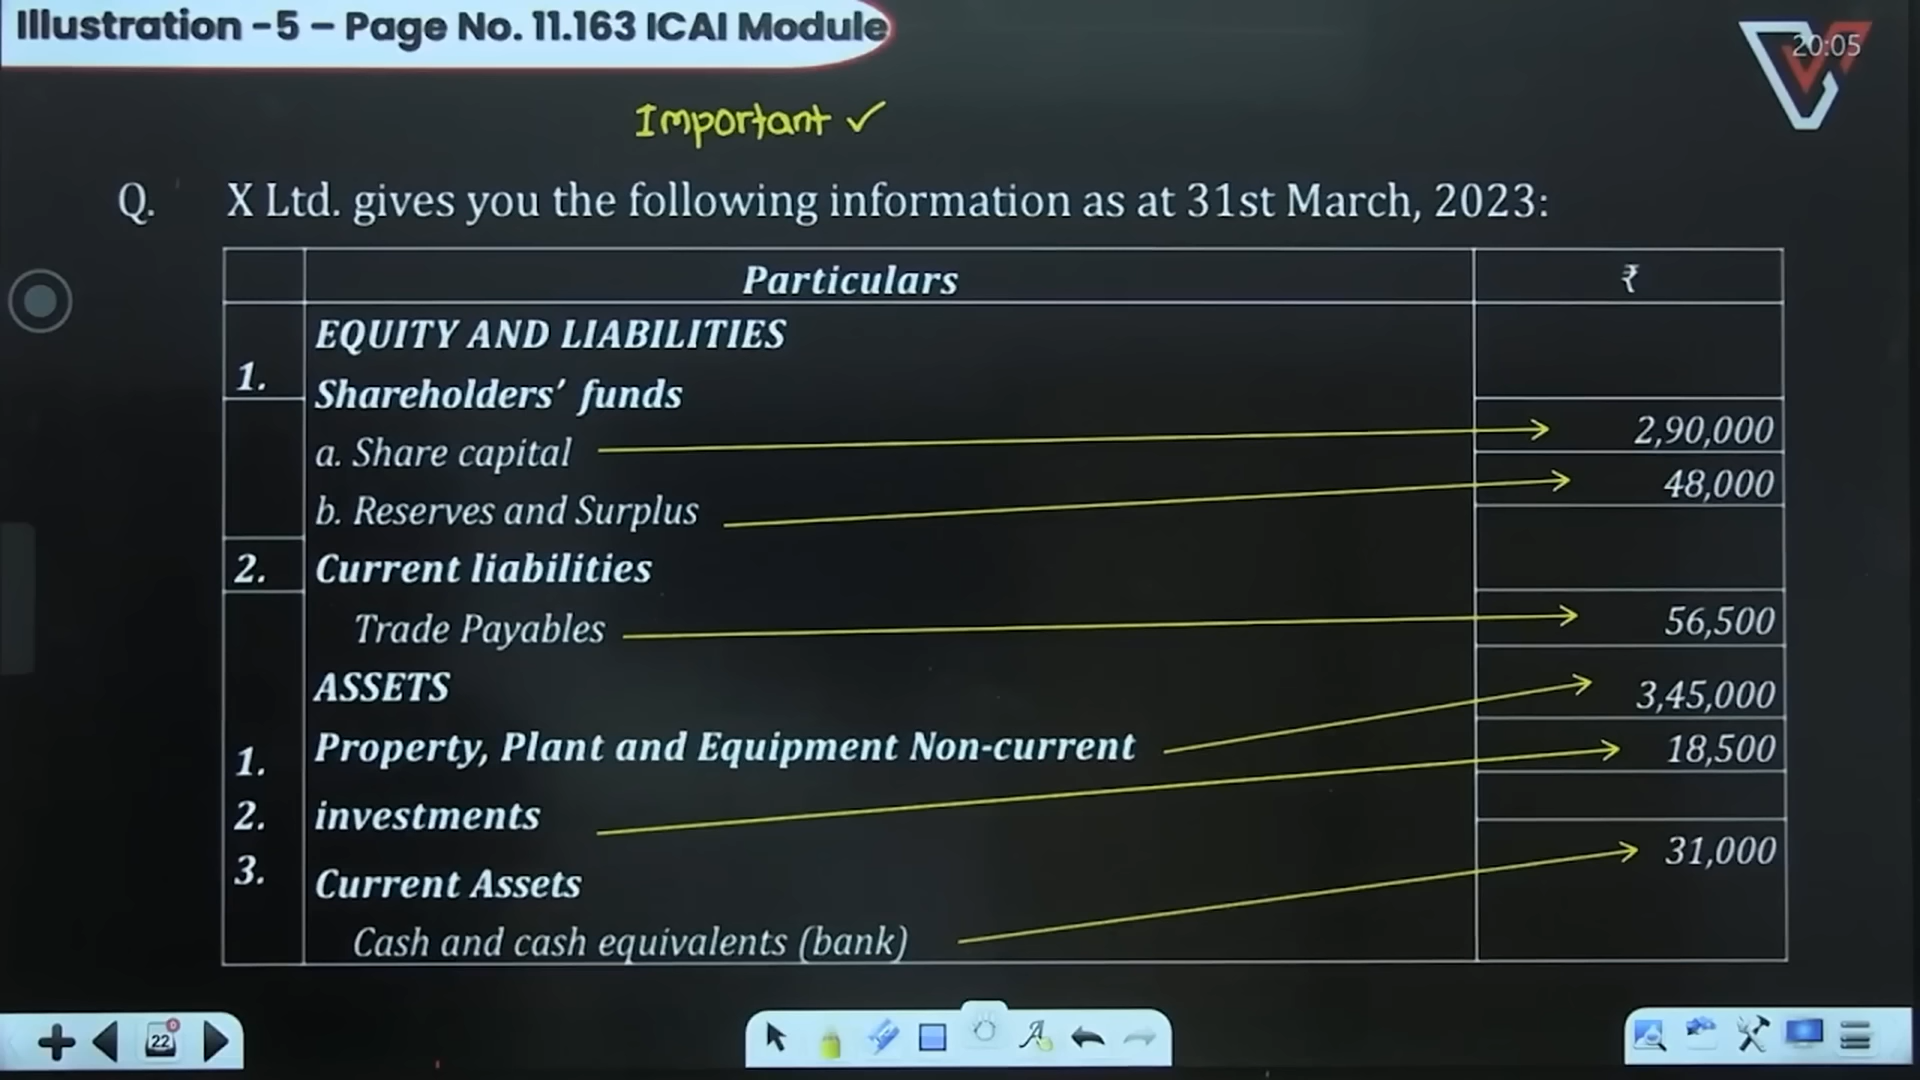 Illustration -5 – Page No. 11.163 ICAI Module
20:05
Important ✓
Q. X Ltd. gives you the following information as at 31st March, 2023:
Particulars ₹
EQUITY AND LIABILITIES
1. Shareholders' funds
a. Share capital 2,90,000
b. Reserves and Surplus 48,000
2. Current liabilities
Trade Payables 56,500
ASSETS
1. Property, Plant and Equipment Non-current 3,45,000
2. investments 18,500
3. Current Assets
Cash and cash equivalents (bank) 31,000
22
0
A